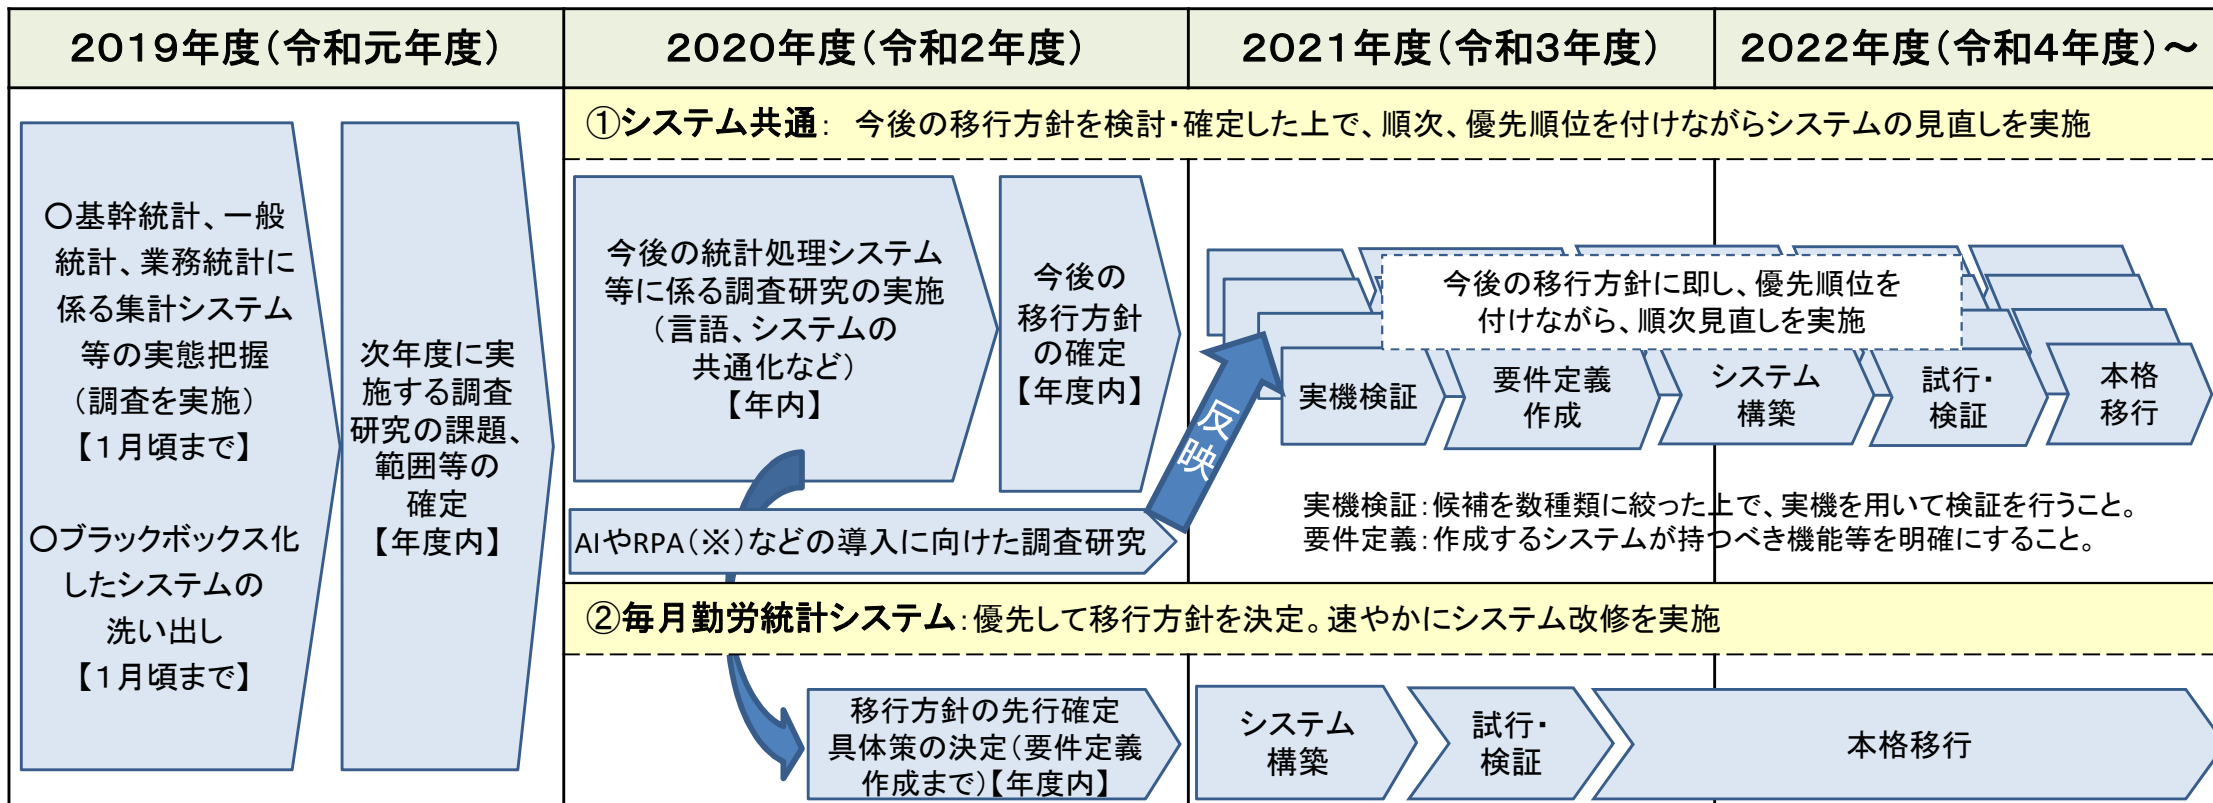 2019年度(令和元年度)
2020年度(令和2年度)
2021年度(令和3年度)
2022年度(令和4年度)～
○基幹統計、一般
統計、業務統計に
係る集計システム
等の実態把握
(調査を実施)
【1月頃まで】
○ブラックボックス化
したシステムの
洗い出し
【1月頃まで】
次年度に実
施する調査
研究の課題、
範囲等の
確定
【年度内】
①システム共通： 今後の移行方針を検討・確定した上で、順次、優先順位を付けながらシステムの見直しを実施
今後の統計処理システム
等に係る調査研究の実施
(言語、システムの
共通化など)
【年内】
今後の
移行方針
の確定
【年度内】
AIやRPA(※)などの導入に向けた調査研究
反映
今後の移行方針に即し、優先順位を
付けながら、順次見直しを実施
実機検証
要件定義
作成
システム
構築
試行・
検証
本格
移行
実機検証：候補を数種類に絞った上で、実機を用いて検証を行うこと。
要件定義：作成するシステムが持つべき機能等を明確にすること。
②毎月勤労統計システム：優先して移行方針を決定。速やかにシステム改修を実施
移行方針の先行確定
具体策の決定(要件定義
作成まで)【年度内】
システム
構築
試行・
検証
本格移行